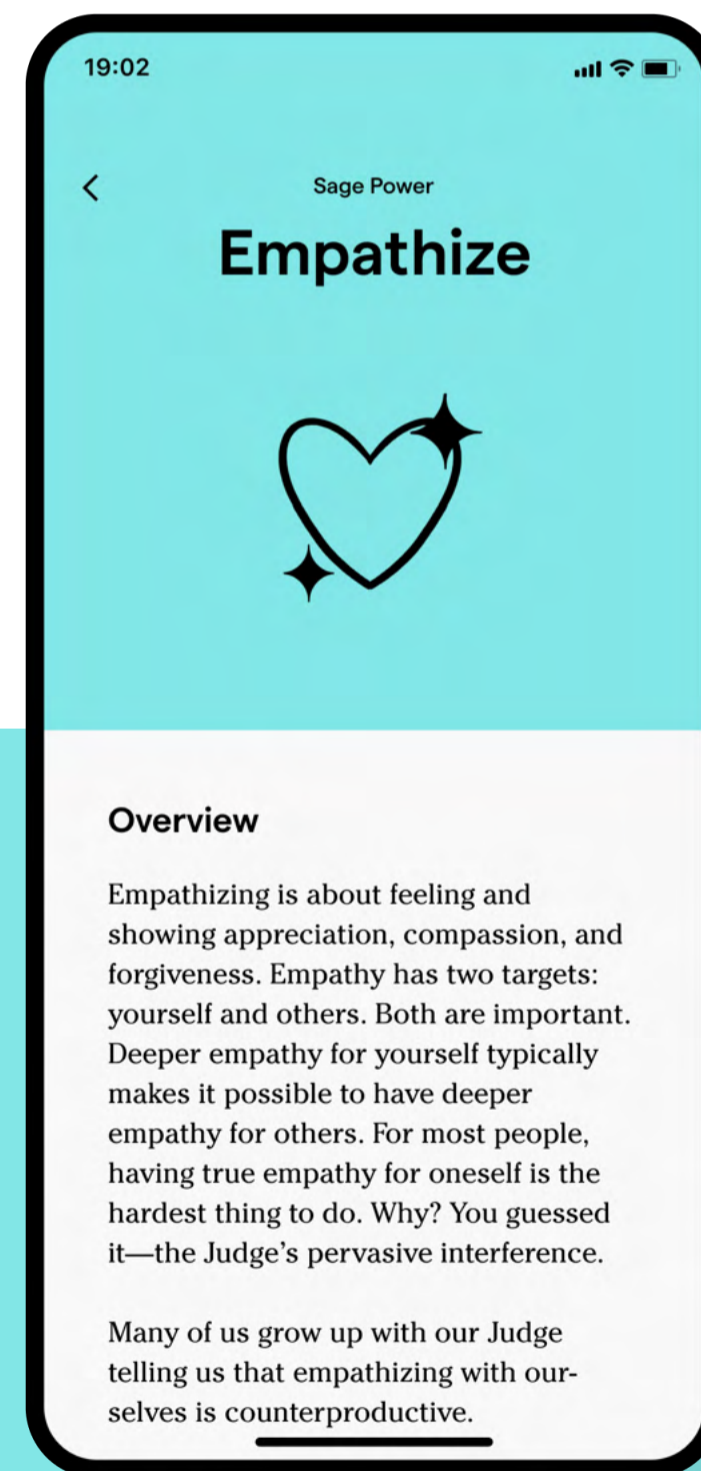 19:02
Sage Power
Empathize
Overview
Empathizing is about feeling and
showing appreciation, compassion, and
forgiveness. Empathy has two targets:
yourself and others. Both are important.
Deeper empathy for yourself typically
makes it possible to have deeper
empathy for others. For most people,
having true empathy for oneself is the
hardest thing to do. Why? You guessed
it—the Judge’s pervasive interference.
Many of us grow up with our Judge
telling us that empathizing with our-
selves is counterproductive.